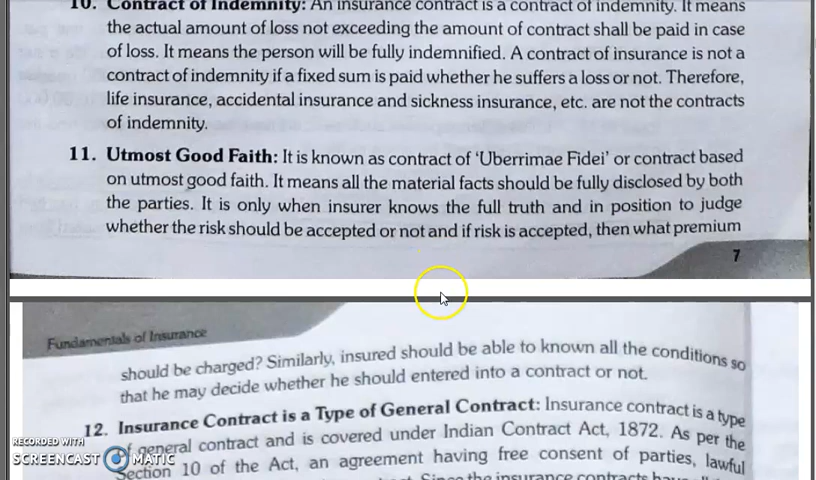 10. Contract of Indemnity: An insurance contract is a contract of indemnity. It means
the actual amount of loss not exceeding the amount of contract shall be paid in case
of loss. It means the person will be fully indemnified. A contract of insurance is not a
contract of indemnity if a fixed sum is paid whether he suffers a loss or not. Therefore,
life insurance, accidental insurance and sickness insurance, etc. are not the contracts
of indemnity.
11. Utmost Good Faith: It is known as contract of 'Uberrimae Fidei' or contract based
on utmost good faith. It means all the material facts should be fully disclosed by both
the parties. It is only when insurer knows the full truth and in position to judge
whether the risk should be accepted or not and if risk is accepted, then what premium
7
Fundamentals of Insurance
should be charged? Similarly, insured should be able to known all the conditions so
that he may decide whether he should entered into a contract or not.
12. Insurance Contract is a Type of General Contract: Insurance contract is a type
of general contract and is covered under Indian Contract Act, 1872. As per the
Section 10 of the Act, an agreement having free consent of parties, lawful
Since the insurance contracts
RECORDED WITH
SCREENCAST MATIC